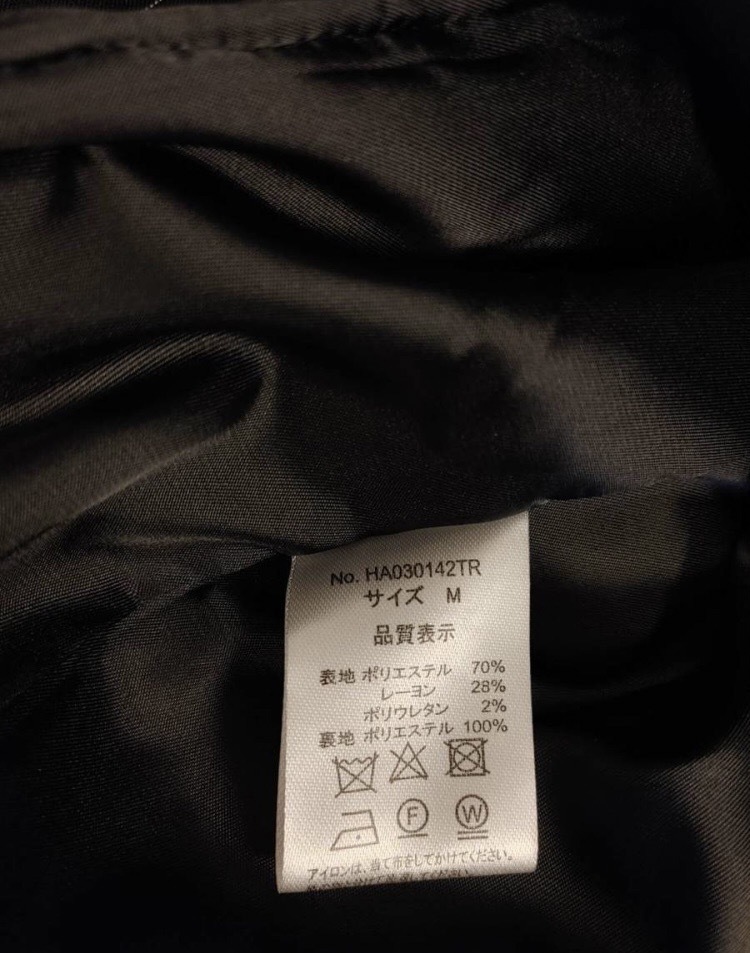 No. HA030142TR
サイズ M
品質表示
表地 ポリエステル 70%
レーヨン 28%
ポリウレタン 2%
裏地 ポリエステル 100%
F W
アイロンは、当て布をしてかけてください。